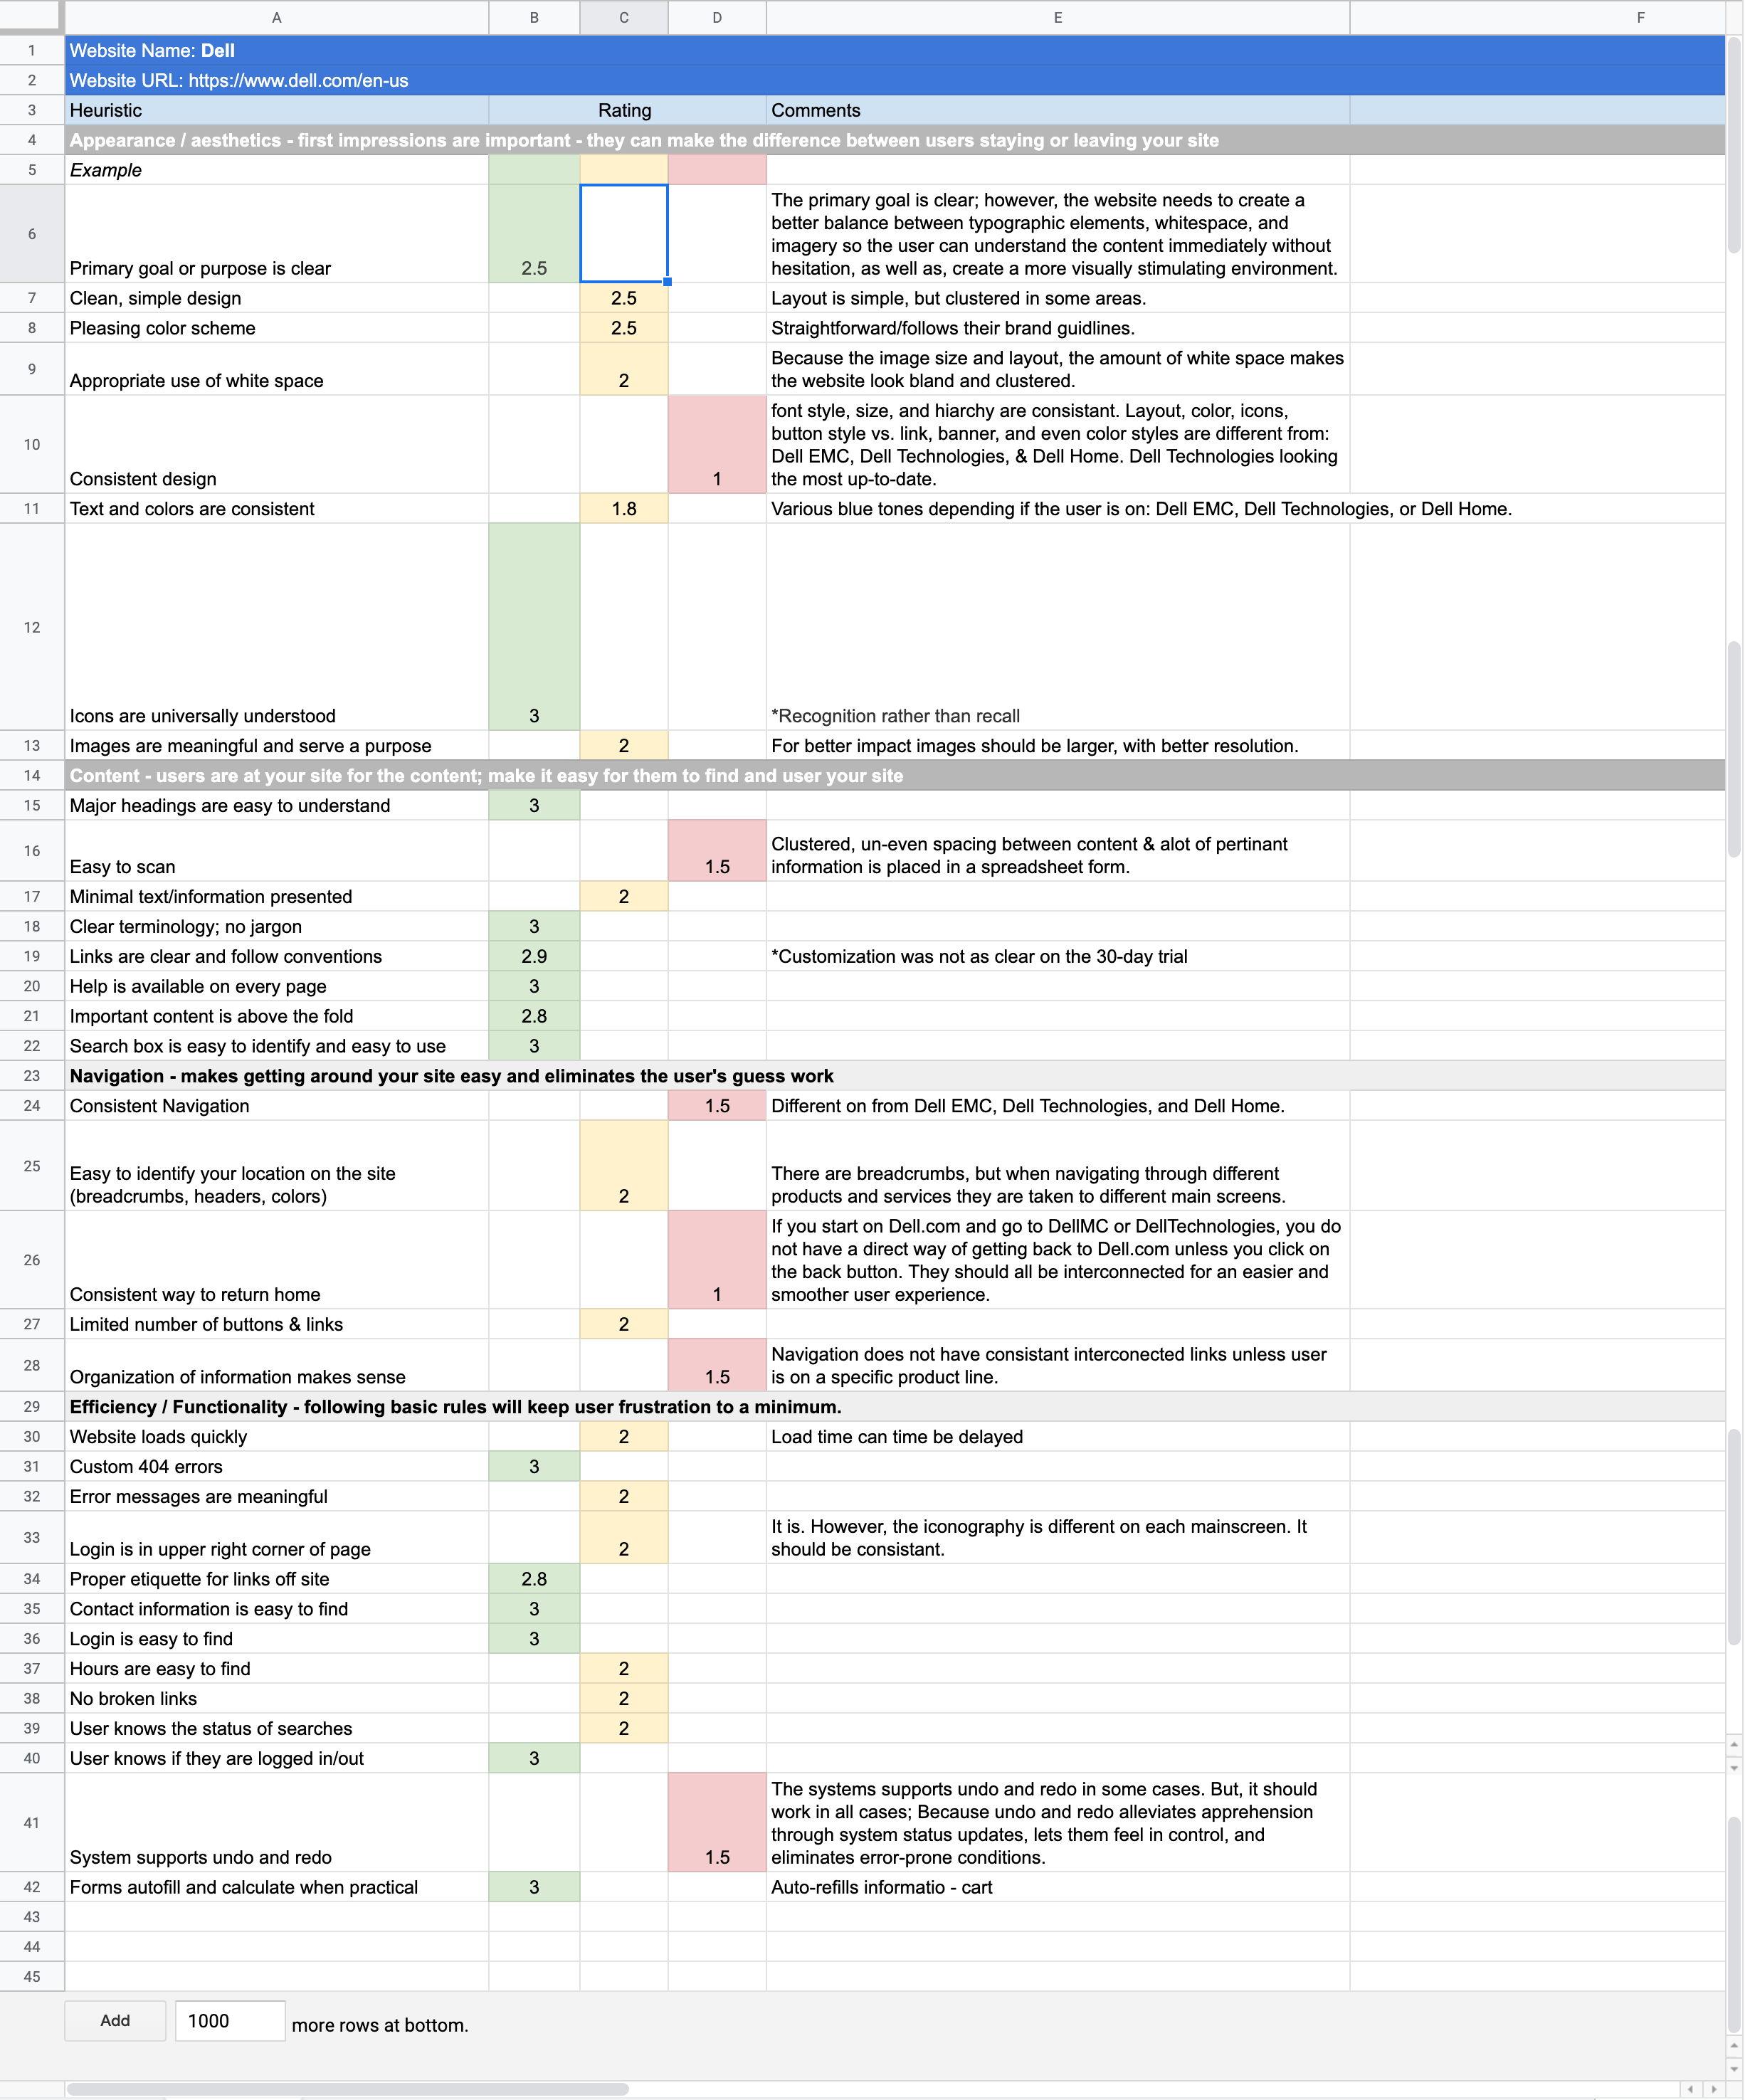 A B C D E F
1 Website Name: Dell
2 Website URL: https://www.dell.com/en-us
3 Heuristic Rating Comments
4 Appearance / aesthetics - first impressions are important - they can make the difference between users staying or leaving your site
5 Example
The primary goal is clear; however, the website needs to create a
better balance between typographic elements, whitespace, and
6 imagery so the user can understand the content immediately without
Primary goal or purpose is clear 2.5 hesitation, as well as, create a more visually stimulating environment.
7 Clean, simple design 2.5 Layout is simple, but clustered in some areas.
8 Pleasing color scheme 2.5 Straightforward/follows their brand guidlines.
9 Because the image size and layout, the amount of white space makes
Appropriate use of white space 2 the website look bland and clustered.
font style, size, and hiarchy are consistant. Layout, color, icons,
10 button style vs. link, banner, and even color styles are different from:
Dell EMC, Dell Technologies, & Dell Home. Dell Technologies looking
Consistent design 1 the most up-to-date.
11 Text and colors are consistent 1.8 Various blue tones depending if the user is on: Dell EMC, Dell Technologies, or Dell Home.
12
Icons are universally understood 3 *Recognition rather than recall
13 Images are meaningful and serve a purpose 2 For better impact images should be larger, with better resolution.
14 Content - users are at your site for the content; make it easy for them to find and user your site
15 Major headings are easy to understand 3
16 Clustered, un-even spacing between content & alot of pertinant
Easy to scan 1.5 information is placed in a spreadsheet form.
17 Minimal text/information presented 2
18 Clear terminology; no jargon 3
19 Links are clear and follow conventions 2.9 *Customization was not as clear on the 30-day trial
20 Help is available on every page 3
21 Important content is above the fold 2.8
22 Search box is easy to identify and easy to use 3
23 Navigation - makes getting around your site easy and eliminates the user's guess work
24 Consistent Navigation 1.5 Different on from Dell EMC, Dell Technologies, and Dell Home.
25 Easy to identify your location on the site There are breadcrumbs, but when navigating through different
(breadcrumbs, headers, colors) 2 products and services they are taken to different main screens.
If you start on Dell.com and go to DellMC or DellTechnologies, you do
26 not have a direct way of getting back to Dell.com unless you click on
the back button. They should all be interconnected for an easier and
Consistent way to return home 1 smoother user experience.
27 Limited number of buttons & links 2
28 Navigation does not have consistant interconected links unless user
Organization of information makes sense 1.5 is on a specific product line.
29 Efficiency / Functionality - following basic rules will keep user frustration to a minimum.
30 Website loads quickly 2 Load time can time be delayed
31 Custom 404 errors 3
32 Error messages are meaningful 2
33 It is. However, the iconography is different on each mainscreen. It
Login is in upper right corner of page 2 should be consistant.
34 Proper etiquette for links off site 2.8
35 Contact information is easy to find 3
36 Login is easy to find 3
37 Hours are easy to find 2
38 No broken links 2
39 User knows the status of searches 2
40 User knows if they are logged in/out 3
The systems supports undo and redo in some cases. But, it should
41 work in all cases; Because undo and redo alleviates apprehension
through system status updates, lets them feel in control, and
System supports undo and redo 1.5 eliminates error-prone conditions.
42 Forms autofill and calculate when practical 3 Auto-refills informatio - cart
43
44
45
Add 1000 more rows at bottom.